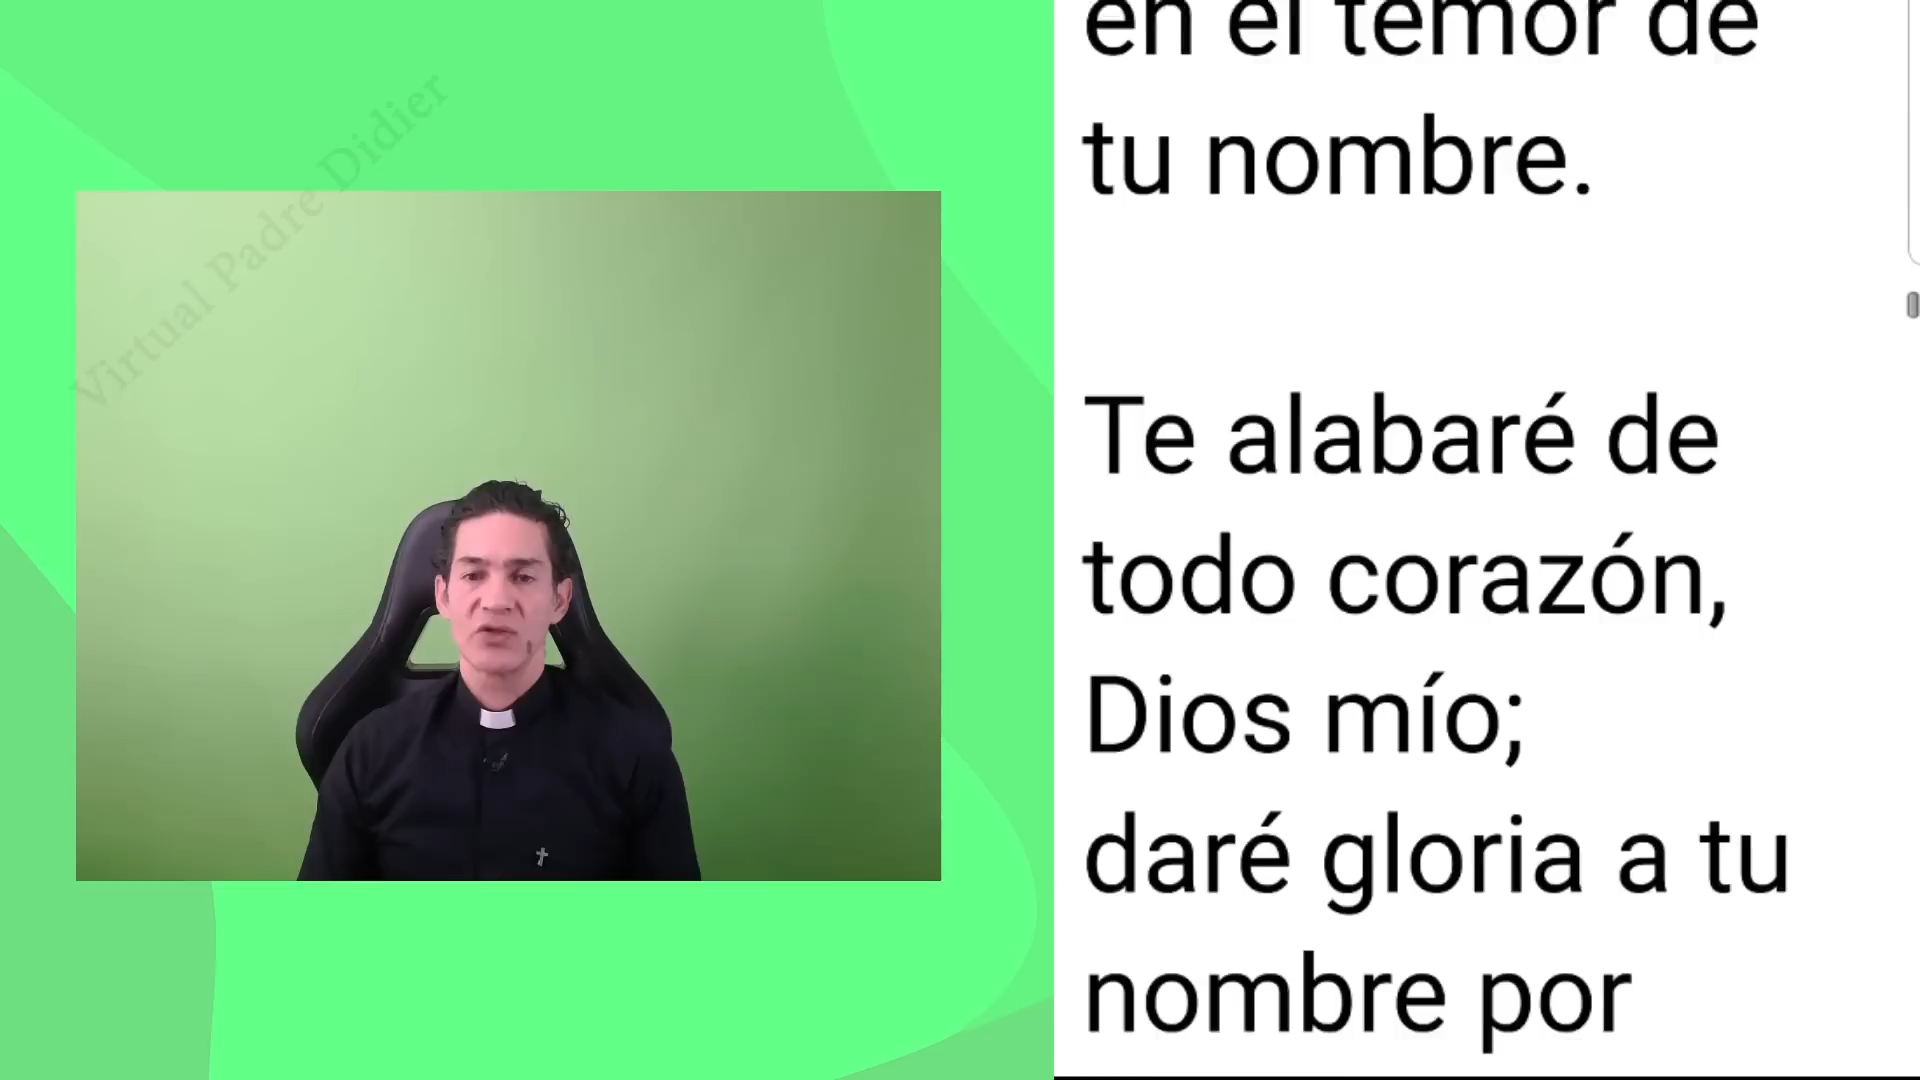 Virtual Padre Didier
en el temor de
tu nombre.
Te alabaré de
todo corazón,
Dios mío;
daré gloria a tu
nombre por